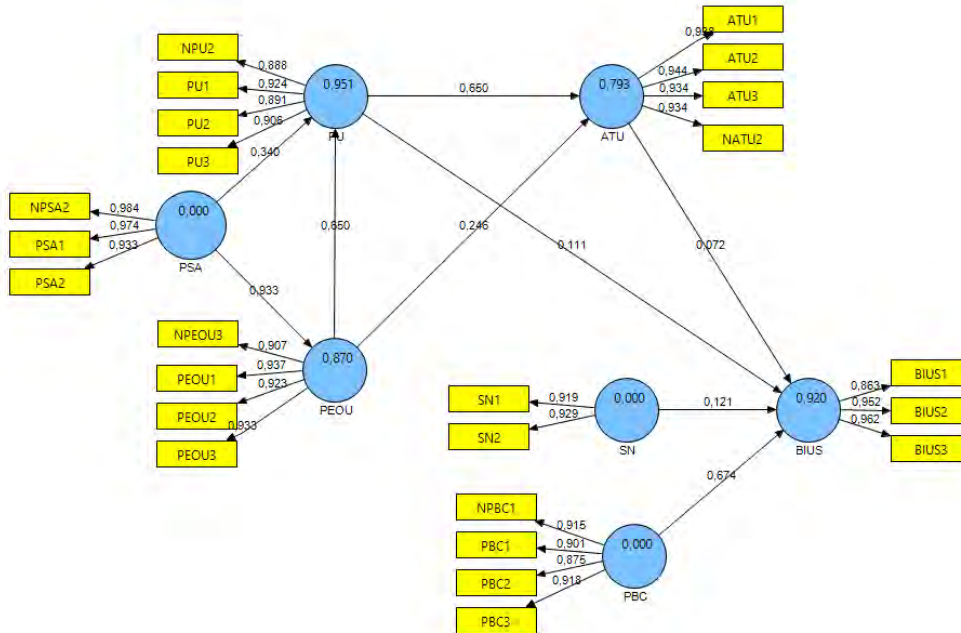 NPU2
0,888
PU1
0,924
PU2
0,891
PU3
0,906
0,951
PU
0,340
0,650
0,793
ATU
ATU1
ATU2
0,944
ATU3
0,934
NATU2
0,934
NPSA2
0,984
PSA1
0,974
PSA2
0,933
0,000
PSA
0,933
0,650
0,246
0,111
0,072
NPEOU3
0,907
PEOU1
0,937
PEOU2
0,923
PEOU3
0,933
0,870
PEOU
SN1
0,919
SN2
0,929
0,000
SN
0,121
0,920
BIUS
BIUS1
0,863
BIUS2
0,952
BIUS3
0,962
0,674
NPBC1
0,915
PBC1
0,901
PBC2
0,875
PBC3
0,918
0,000
PBC